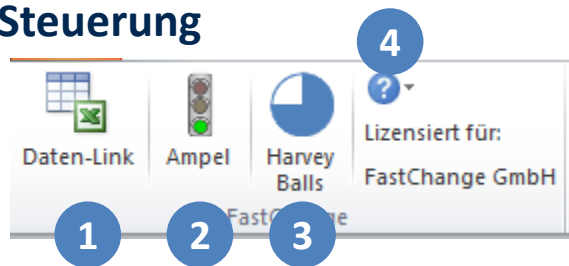 Steuerung
4
Daten-Link
Ampel
Harvey
Balls
?
Lizensiert für:
FastChange GmbH
1
2
3